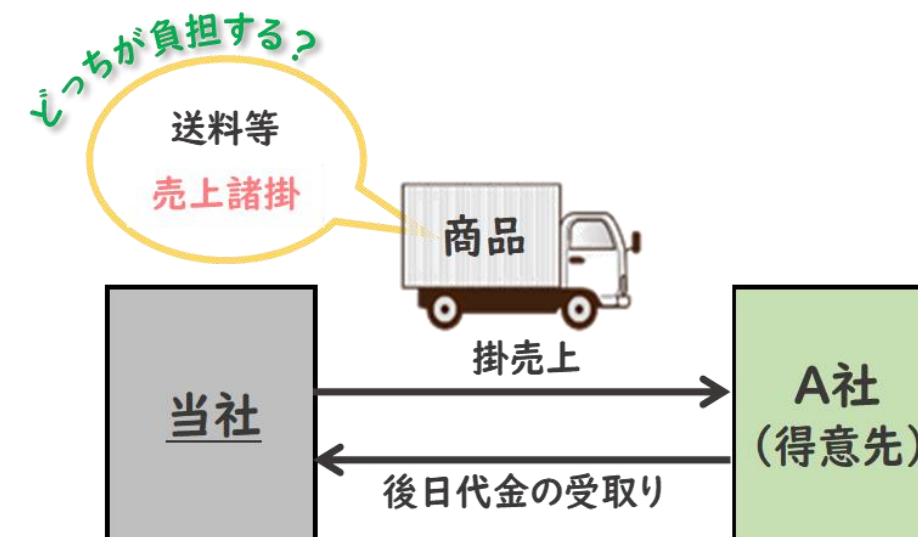 どっちが負担する?
送料等
売上諸掛
商品
掛売上
当社
A社
(得意先)
後日代金の受取り